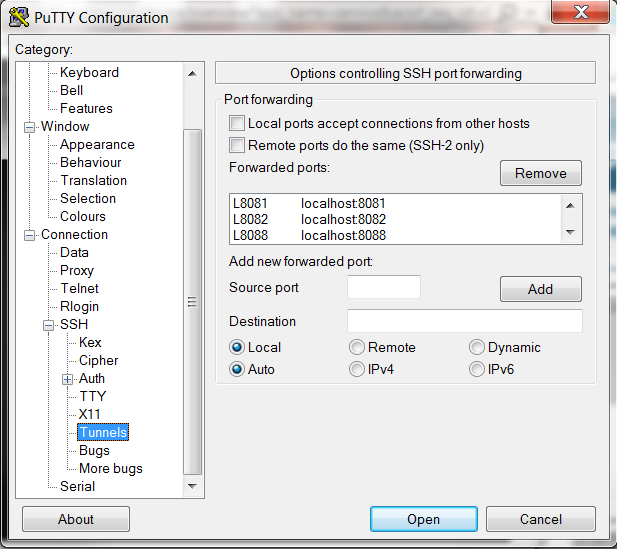 PuTTY Configuration
Category:
Keyboard
Bell
Features
Window
Appearance
Behaviour
Translation
Selection
Colours
Connection
Data
Proxy
Telnet
Rlogin
SSH
Kex
Cipher
Auth
TTY
X11
Tunnels
Bugs
More bugs
Serial
Options controlling SSH port forwarding
Port forwarding
Local ports accept connections from other hosts
Remote ports do the same (SSH-2 only)
Forwarded ports:
Remove
L8081 localhost:8081
L8082 localhost:8082
L8088 localhost:8088
Add new forwarded port:
Source port
Add
Destination
Local Remote Dynamic
Auto IPv4 IPv6
About Open Cancel